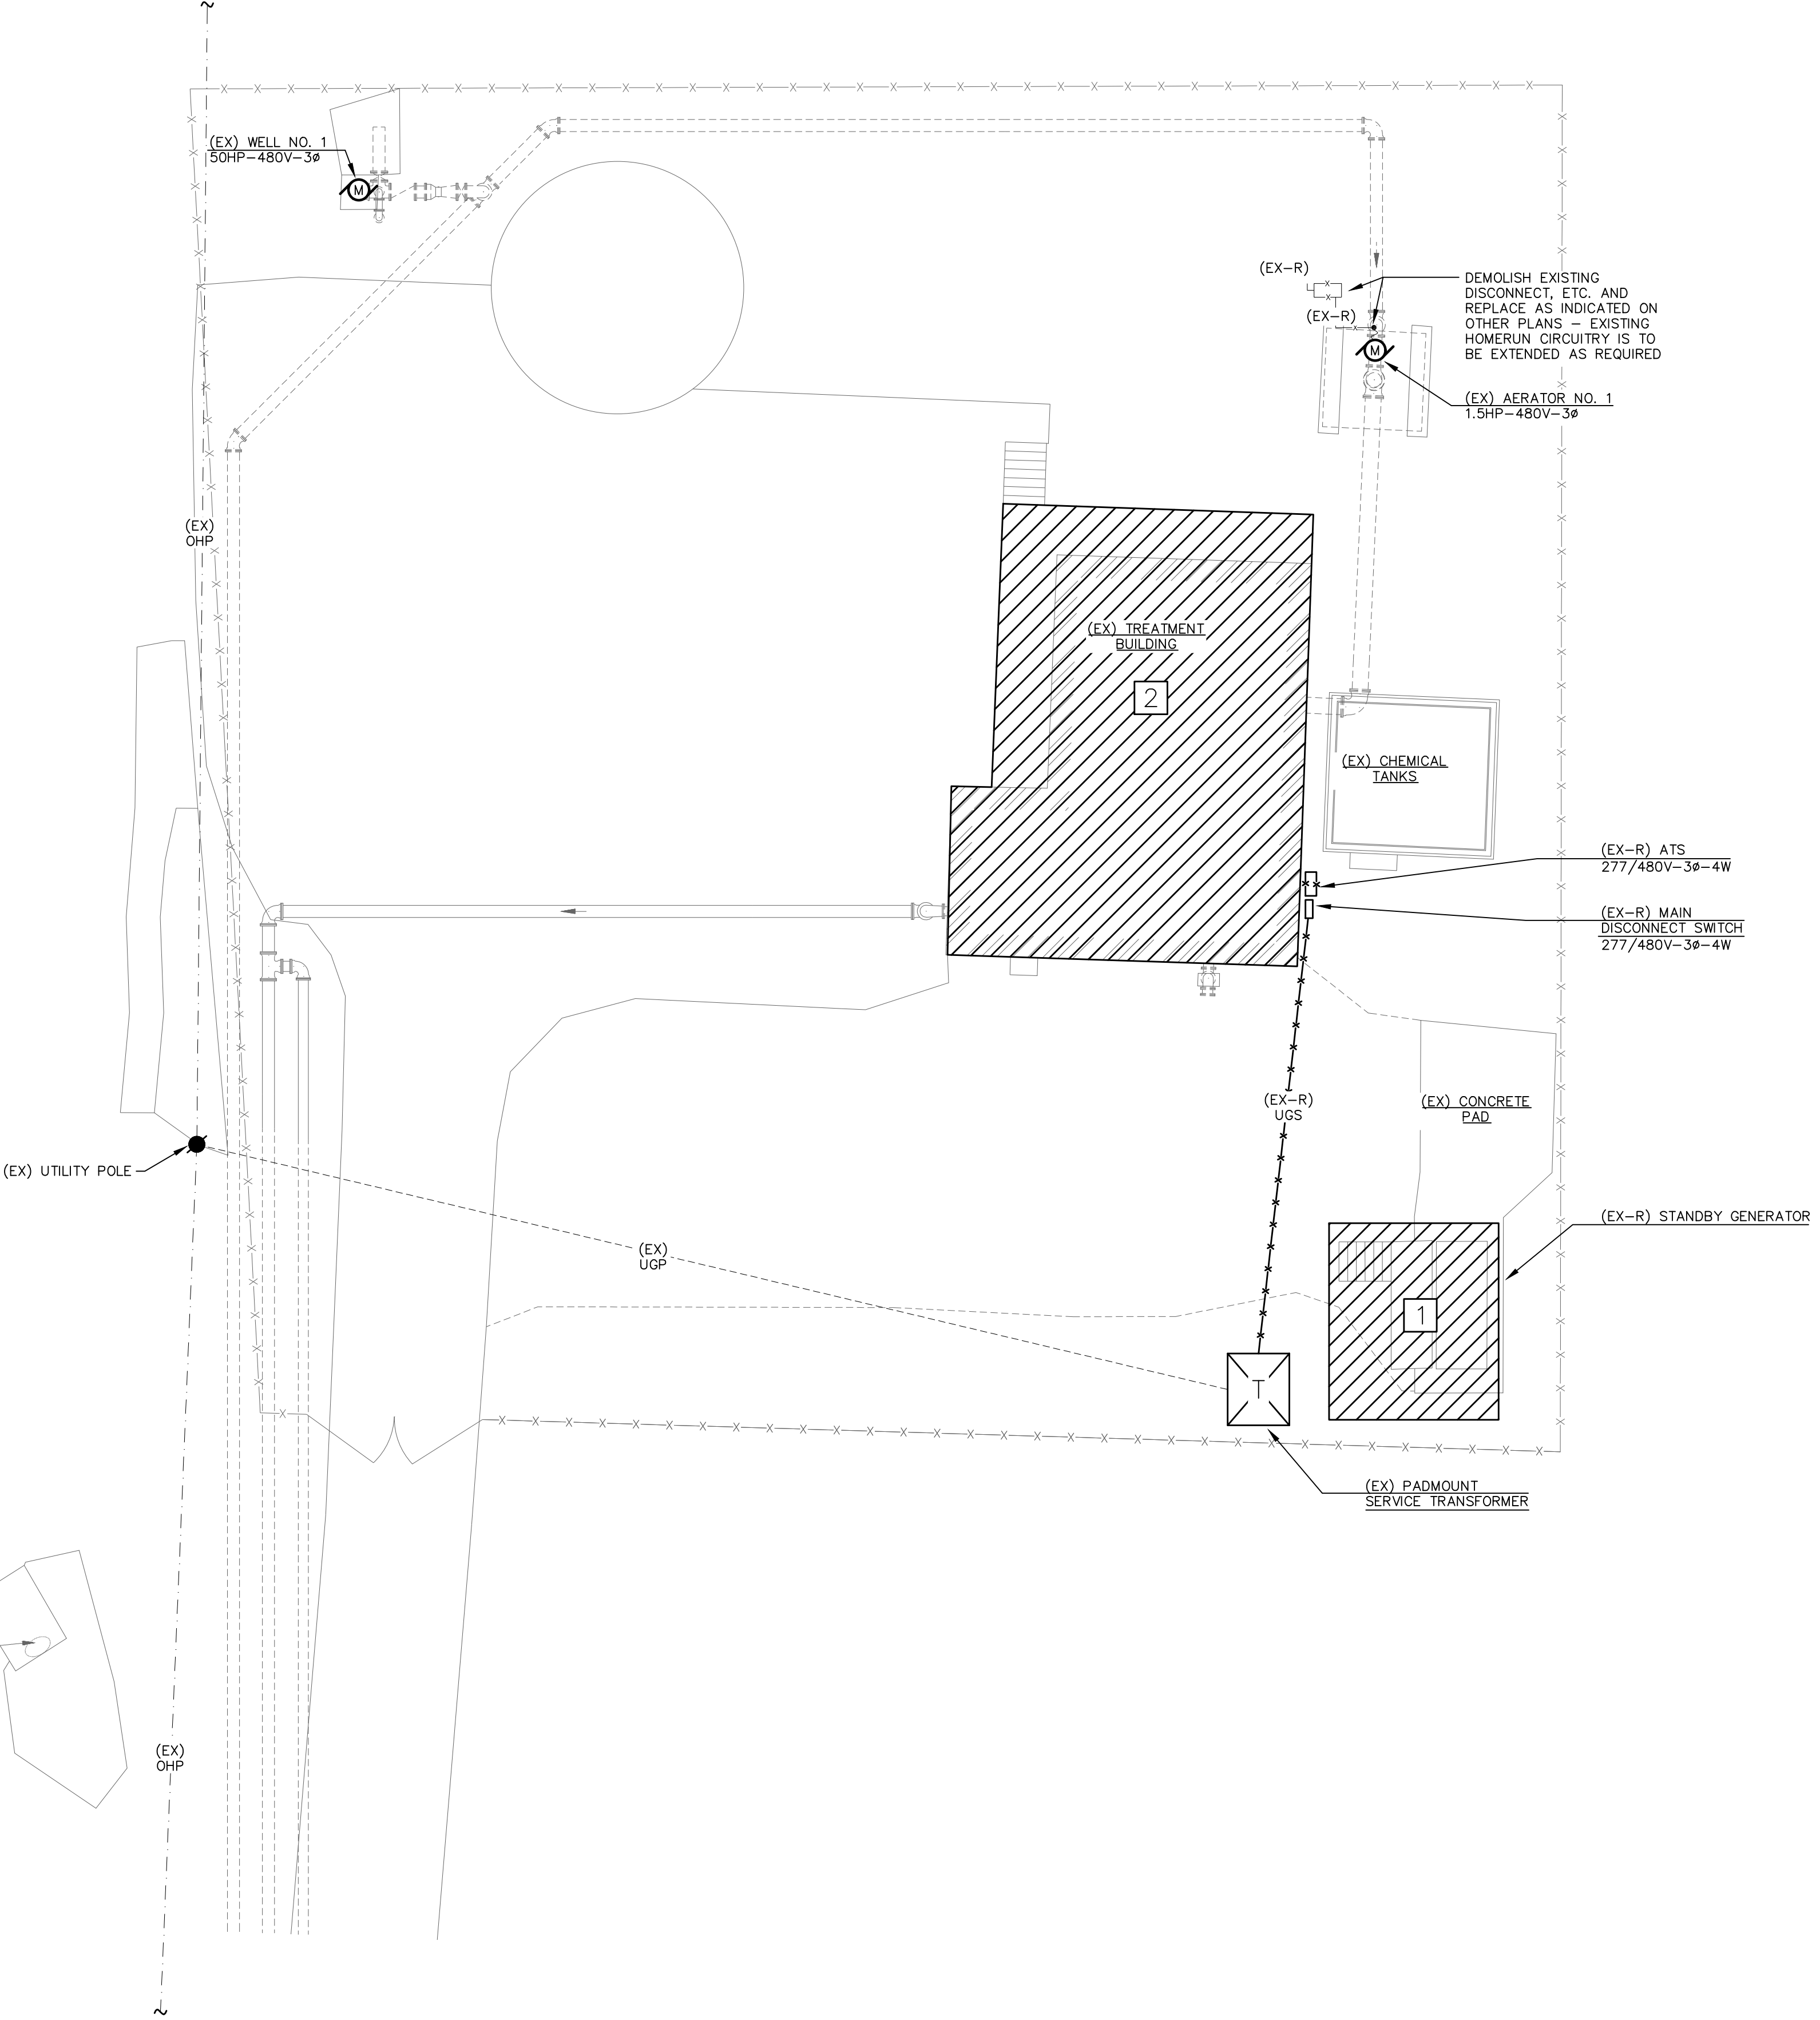 (EX) WELL NO. 1
50HP-480V-3ø
M
(EX-R)
(EX-R)
DEMOLISH EXISTING
DISCONNECT, ETC. AND
REPLACE AS INDICATED ON
OTHER PLANS – EXISTING
HOMERUN CIRCUITRY IS TO
BE EXTENDED AS REQUIRED
M
(EX) AERATOR NO. 1
1.5HP-480V-3ø
(EX)
OHP
(EX) TREATMENT
BUILDING
2
(EX) CHEMICAL
TANKS
(EX-R) ATS
277/480V-3ø-4W
(EX-R) MAIN
DISCONNECT SWITCH
277/480V-3ø-4W
(EX-R)
UGS
(EX) CONCRETE
PAD
(EX) UTILITY POLE
(EX)
UGP
(EX-R) STANDBY GENERATOR
1
T
(EX) PADMOUNT
SERVICE TRANSFORMER
(EX)
OHP